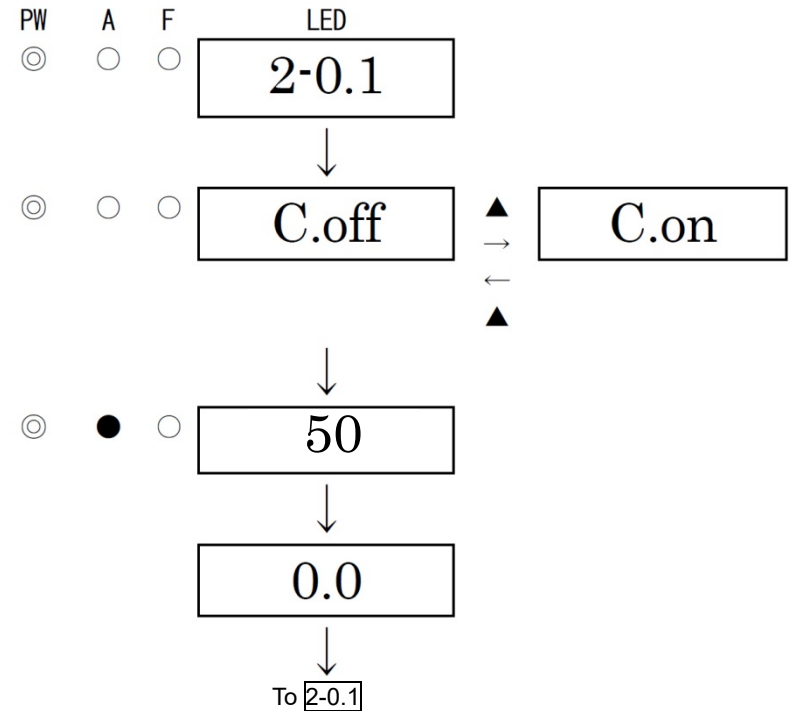 PW A F LED
2-0.1
C.off ▲ C.on
→
←
▲
50
0.0
To 2-0.1